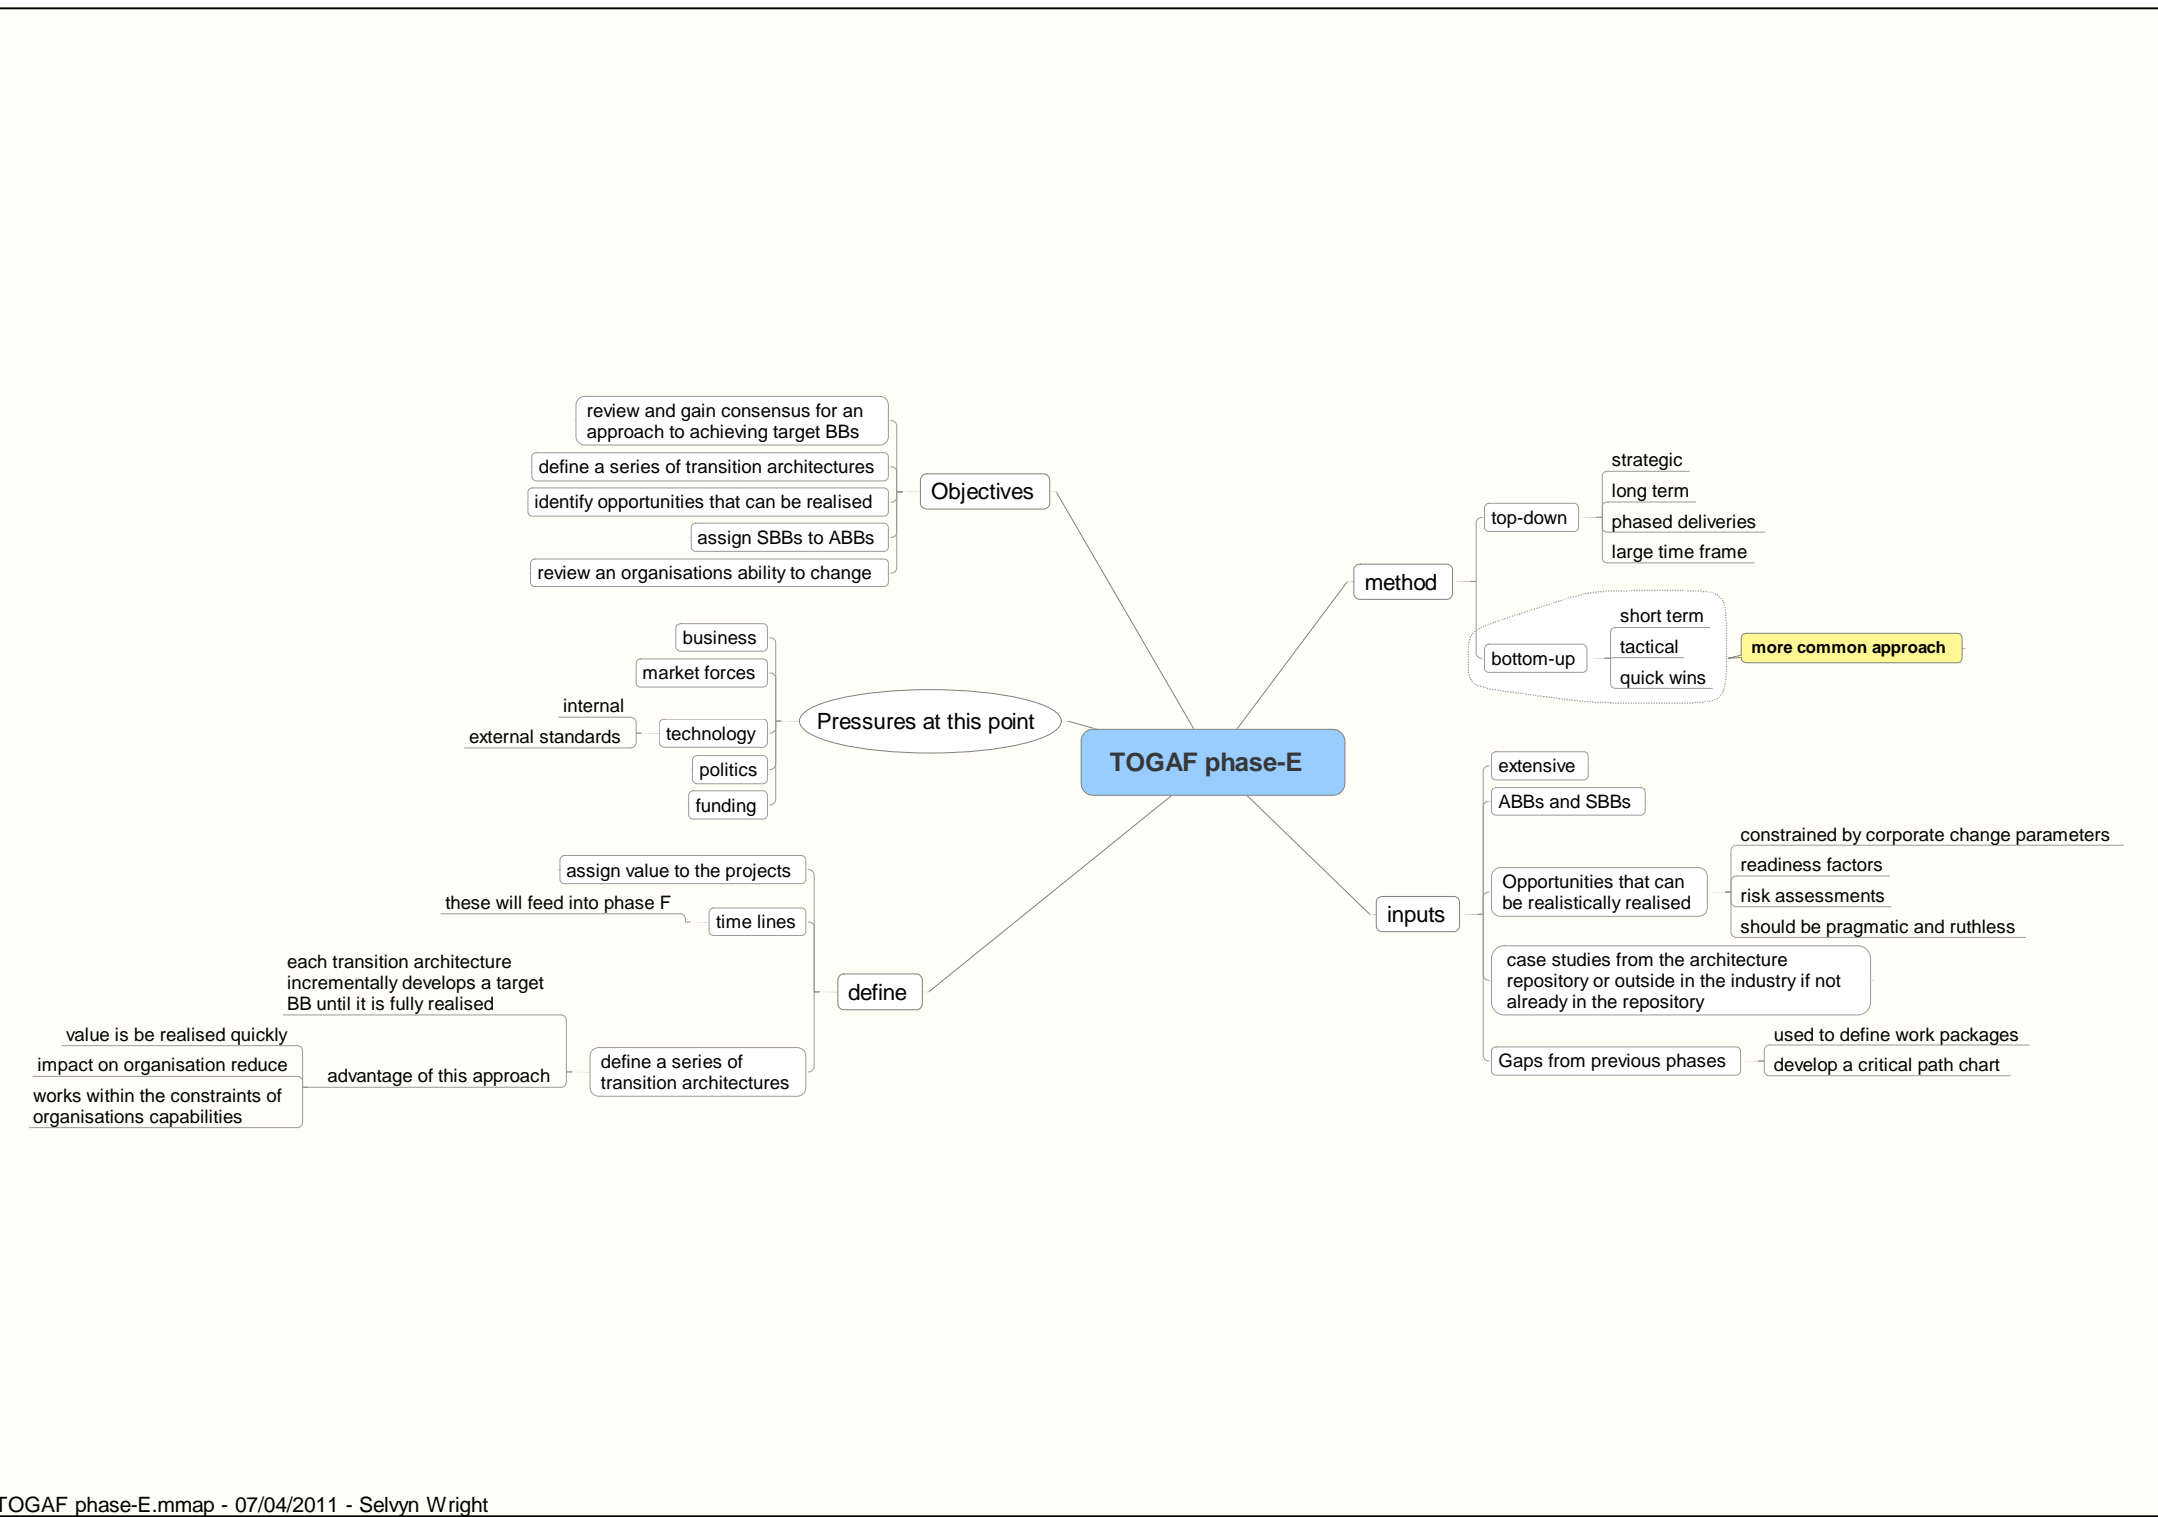 review and gain consensus for an
approach to achieving target BBs
define a series of transition architectures
identify opportunities that can be realised
assign SBBs to ABBs
review an organisations ability to change
Objectives
business
market forces
internal
external standards
technology
politics
funding
Pressures at this point
assign value to the projects
these will feed into phase F
time lines
each transition architecture
incrementally develops a target
BB until it is fully realised
value is be realised quickly
impact on organisation reduce
works within the constraints of
organisations capabilities
advantage of this approach
define a series of
transition architectures
define
TOGAF phase-E
method
top-down
strategic
long term
phased deliveries
large time frame
bottom-up
short term
tactical
quick wins
more common approach
inputs
extensive
ABBs and SBBs
Opportunities that can
be realistically realised
constrained by corporate change parameters
readiness factors
risk assessments
should be pragmatic and ruthless
case studies from the architecture
repository or outside in the industry if not
already in the repository
Gaps from previous phases
used to define work packages
develop a critical path chart
TOGAF phase-E.mmap - 07/04/2011 - Selvyn Wright